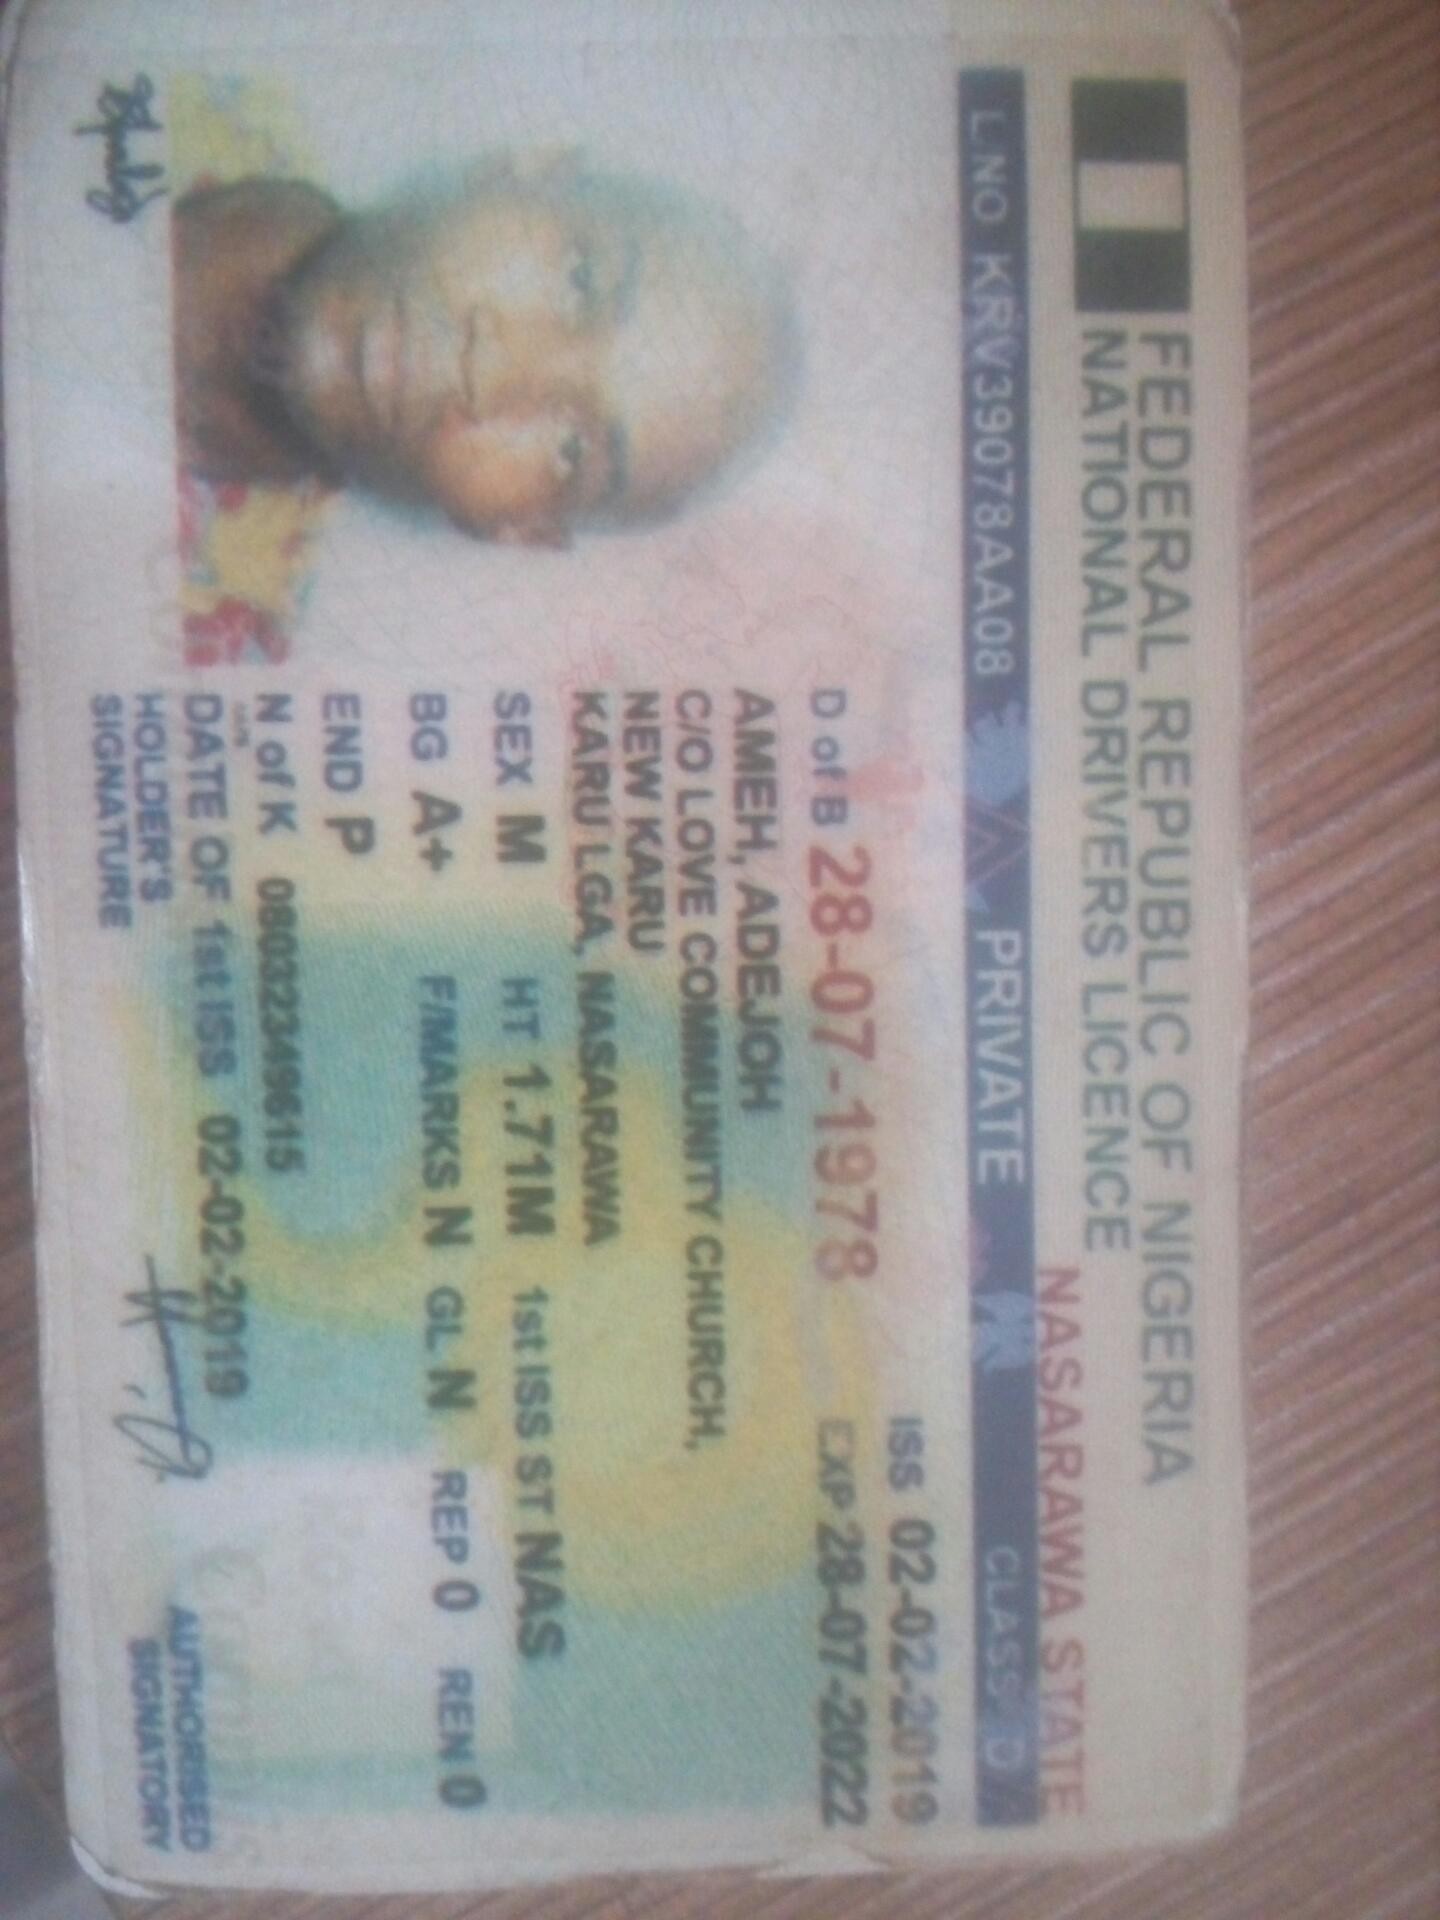 FEDERAL REPUBLIC OF NIGERIA
NATIONAL DRIVERS LICENCE
NASARAWA STATE
L.NO KRV39078AA08 PRIVATE CLASS D
ISS 02-02-2019
D of B 28-07-1978 EXP 28-07-2022
AMEH, ADEJOH
C/O LOVE COMMUNITY CHURCH,
NEW KARU
KARU LGA, NASARAWA
SEX M HT 1.71M 1st ISS ST NAS
BG A+ F/MARKS N GL N REP 0 REN 0
END P
N of K 08032349615
DATE OF 1st ISS 02-02-2019
HOLDER'S
SIGNATURE
AUTHORISED
SIGNATORY